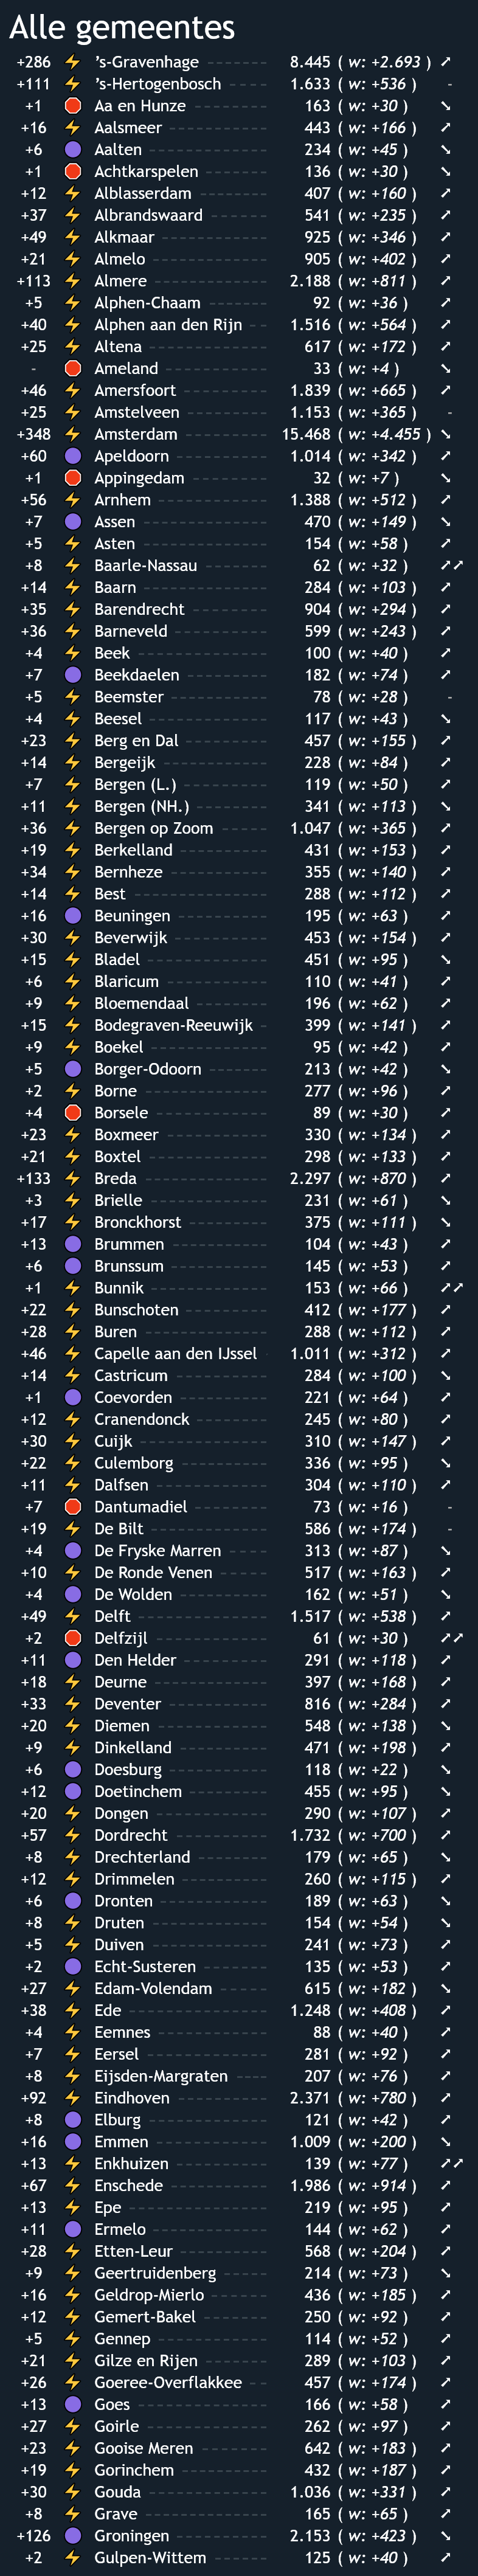 Alle gemeentes
+286 's-Gravenhage 8.445 ( w: +2.693 )
+111 's-Hertogenbosch 1.633 ( w: +536 ) -
+1 Aa en Hunze 163 ( w: +30 )
+16 Aalsmeer 443 ( w: +166 )
+6 Aalten 234 ( w: +45 )
+1 Achtkarspelen 136 ( w: +30 )
+12 Alblasserdam 407 ( w: +160 )
+37 Albrandswaard 541 ( w: +235 )
+49 Alkmaar 925 ( w: +346 )
+21 Almelo 905 ( w: +402 )
+113 Almere 2.188 ( w: +811 )
+5 Alphen-Chaam 92 ( w: +36 )
+40 Alphen aan den Rijn 1.516 ( w: +564 )
+25 Altena 617 ( w: +172 )
- Ameland 33 ( w: +4 )
+46 Amersfoort 1.839 ( w: +665 )
+25 Amstelveen 1.153 ( w: +365 ) -
+348 Amsterdam 15.468 ( w: +4.455 )
+60 Apeldoorn 1.014 ( w: +342 )
+1 Appingedam 32 ( w: +7 )
+56 Arnhem 1.388 ( w: +512 )
+7 Assen 470 ( w: +149 )
+5 Asten 154 ( w: +58 )
+8 Baarle-Nassau 62 ( w: +32 )
+14 Baarn 284 ( w: +103 )
+35 Barendrecht 904 ( w: +294 )
+36 Barneveld 599 ( w: +243 )
+4 Beek 100 ( w: +40 )
+7 Beekdaelen 182 ( w: +74 )
+5 Beemster 78 ( w: +28 ) -
+4 Beesel 117 ( w: +43 )
+23 Berg en Dal 457 ( w: +155 )
+14 Bergeijk 228 ( w: +84 )
+7 Bergen (L.) 119 ( w: +50 )
+11 Bergen (NH.) 341 ( w: +113 )
+36 Bergen op Zoom 1.047 ( w: +365 )
+19 Berkelland 431 ( w: +153 )
+34 Bernheze 355 ( w: +140 )
+14 Best 288 ( w: +112 )
+16 Beuningen 195 ( w: +63 )
+30 Beverwijk 453 ( w: +154 )
+15 Bladel 451 ( w: +95 )
+6 Blaricum 110 ( w: +41 )
+9 Bloemendaal 196 ( w: +62 )
+15 Bodegraven-Reeuwijk 399 ( w: +141 )
+9 Boekel 95 ( w: +42 )
+5 Borger-Odoorn 213 ( w: +42 )
+2 Borne 277 ( w: +96 )
+4 Borsele 89 ( w: +30 )
+23 Boxmeer 330 ( w: +134 )
+21 Boxtel 298 ( w: +133 )
+133 Breda 2.297 ( w: +870 )
+3 Brielle 231 ( w: +61 )
+17 Bronckhorst 375 ( w: +111 )
+13 Brummen 104 ( w: +43 )
+6 Brunssum 145 ( w: +53 )
+1 Bunnik 153 ( w: +66 )
+22 Bunschoten 412 ( w: +177 )
+28 Buren 288 ( w: +112 )
+46 Capelle aan den IJssel 1.011 ( w: +312 )
+14 Castricum 284 ( w: +100 )
+1 Coevorden 221 ( w: +64 )
+12 Cranendonck 245 ( w: +80 )
+30 Cuijk 310 ( w: +147 )
+22 Culemborg 336 ( w: +95 )
+11 Dalfsen 304 ( w: +110 )
+7 Dantumadiel 73 ( w: +16 ) -
+19 De Bilt 586 ( w: +174 ) -
+4 De Fryske Marren 313 ( w: +87 )
+10 De Ronde Venen 517 ( w: +163 )
+4 De Wolden 162 ( w: +51 )
+49 Delft 1.517 ( w: +538 )
+2 Delfzijl 61 ( w: +30 )
+11 Den Helder 291 ( w: +118 )
+18 Deurne 397 ( w: +168 )
+33 Deventer 816 ( w: +284 )
+20 Diemen 548 ( w: +138 )
+9 Dinkelland 471 ( w: +198 )
+6 Doesburg 118 ( w: +22 )
+12 Doetinchem 455 ( w: +95 )
+20 Dongen 290 ( w: +107 )
+57 Dordrecht 1.732 ( w: +700 )
+8 Drechterland 179 ( w: +65 )
+12 Drimmelen 260 ( w: +115 )
+6 Dronten 189 ( w: +63 )
+8 Druten 154 ( w: +54 )
+5 Duiven 241 ( w: +73 )
+2 Echt-Susteren 135 ( w: +53 )
+27 Edam-Volendam 615 ( w: +182 )
+38 Ede 1.248 ( w: +408 )
+4 Eemnes 88 ( w: +40 )
+7 Eersel 281 ( w: +92 )
+8 Eijsden-Margraten 207 ( w: +76 )
+92 Eindhoven 2.371 ( w: +780 )
+8 Elburg 121 ( w: +42 )
+16 Emmen 1.009 ( w: +200 )
+13 Enkhuizen 139 ( w: +77 )
+67 Enschede 1.986 ( w: +914 )
+13 Epe 219 ( w: +95 )
+11 Ermelo 144 ( w: +62 )
+28 Etten-Leur 568 ( w: +204 )
+9 Geertruidenberg 214 ( w: +73 )
+16 Geldrop-Mierlo 436 ( w: +185 )
+12 Gemert-Bakel 250 ( w: +92 )
+5 Gennep 114 ( w: +52 )
+21 Gilze en Rijen 289 ( w: +103 )
+26 Goeree-Overflakkee 457 ( w: +174 )
+13 Goes 166 ( w: +58 )
+27 Goirle 262 ( w: +97 )
+23 Gooise Meren 642 ( w: +183 )
+19 Gorinchem 432 ( w: +187 )
+30 Gouda 1.036 ( w: +331 )
+8 Grave 165 ( w: +65 )
+126 Groningen 2.153 ( w: +423 )
+2 Gulpen-Wittem 125 ( w: +40 )